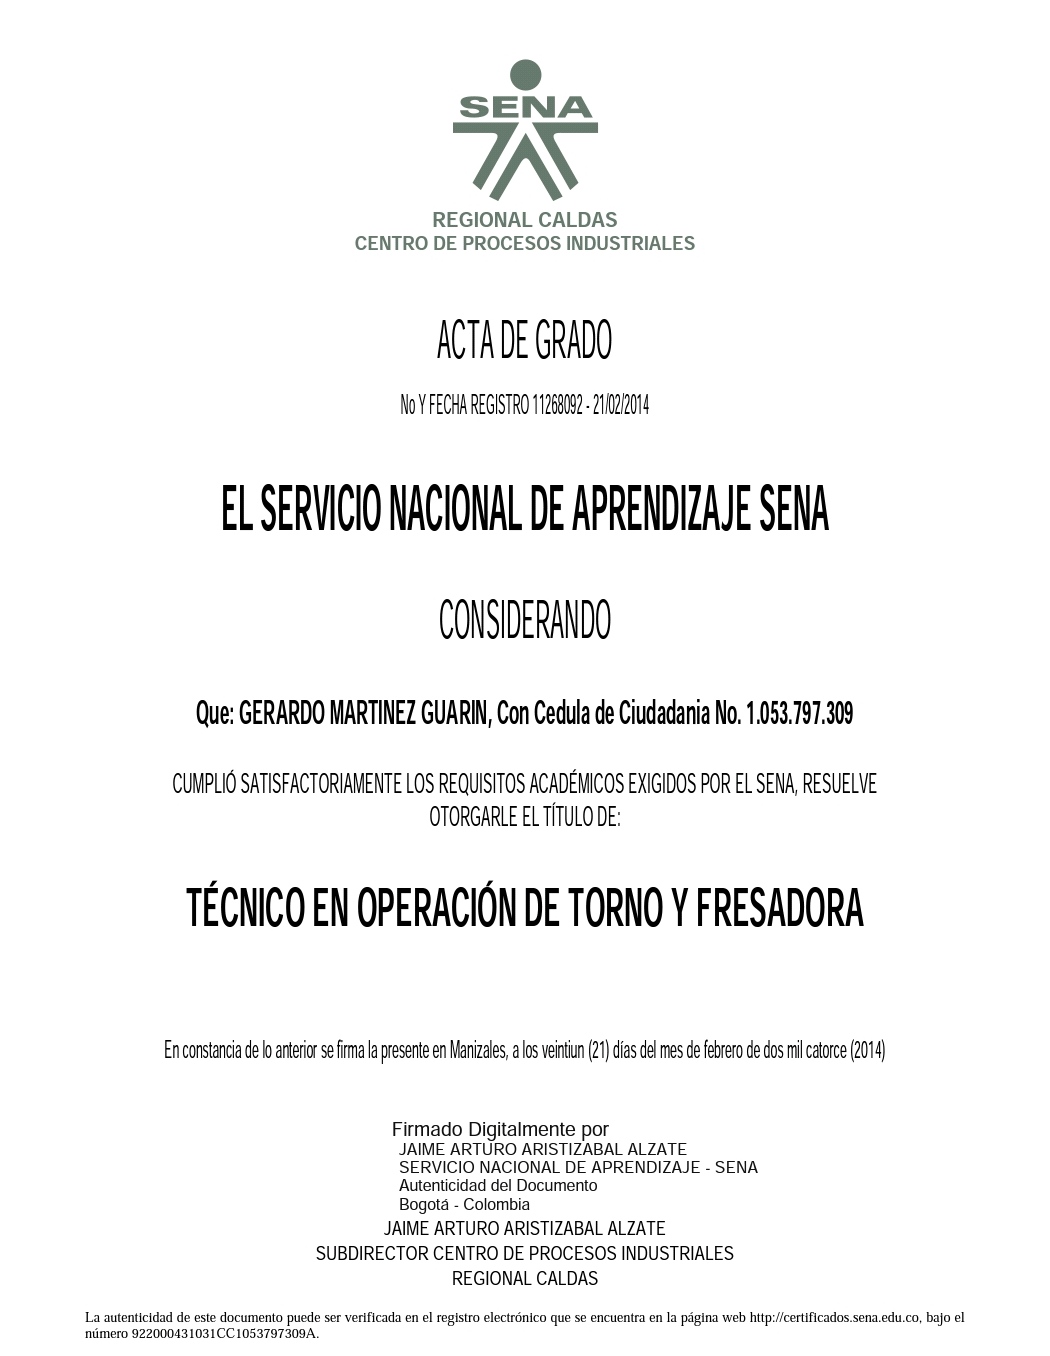 SENA
REGIONAL CALDAS
CENTRO DE PROCESOS INDUSTRIALES
ACTA DE GRADO
No Y FECHA REGISTRO 11268092 - 21/02/2014
EL SERVICIO NACIONAL DE APRENDIZAJE SENA
CONSIDERANDO
Que: GERARDO MARTINEZ GUARIN, Con Cedula de Ciudadania No. 1.053.797.309
CUMPLIÓ SATISFACTORIAMENTE LOS REQUISITOS ACADÉMICOS EXIGIDOS POR EL SENA, RESUELVE
OTORGARLE EL TÍTULO DE:
TÉCNICO EN OPERACIÓN DE TORNO Y FRESADORA
En constancia de lo anterior se firma la presente en Manizales, a los veintiun (21) días del mes de febrero de dos mil catorce (2014)
Firmado Digitalmente por
JAIME ARTURO ARISTIZABAL ALZATE
SERVICIO NACIONAL DE APRENDIZAJE - SENA
Autenticidad del Documento
Bogotá - Colombia
JAIME ARTURO ARISTIZABAL ALZATE
SUBDIRECTOR CENTRO DE PROCESOS INDUSTRIALES
REGIONAL CALDAS
La autenticidad de este documento puede ser verificada en el registro electrónico que se encuentra en la página web http://certificados.sena.edu.co, bajo el
número 922000431031CC1053797309A.